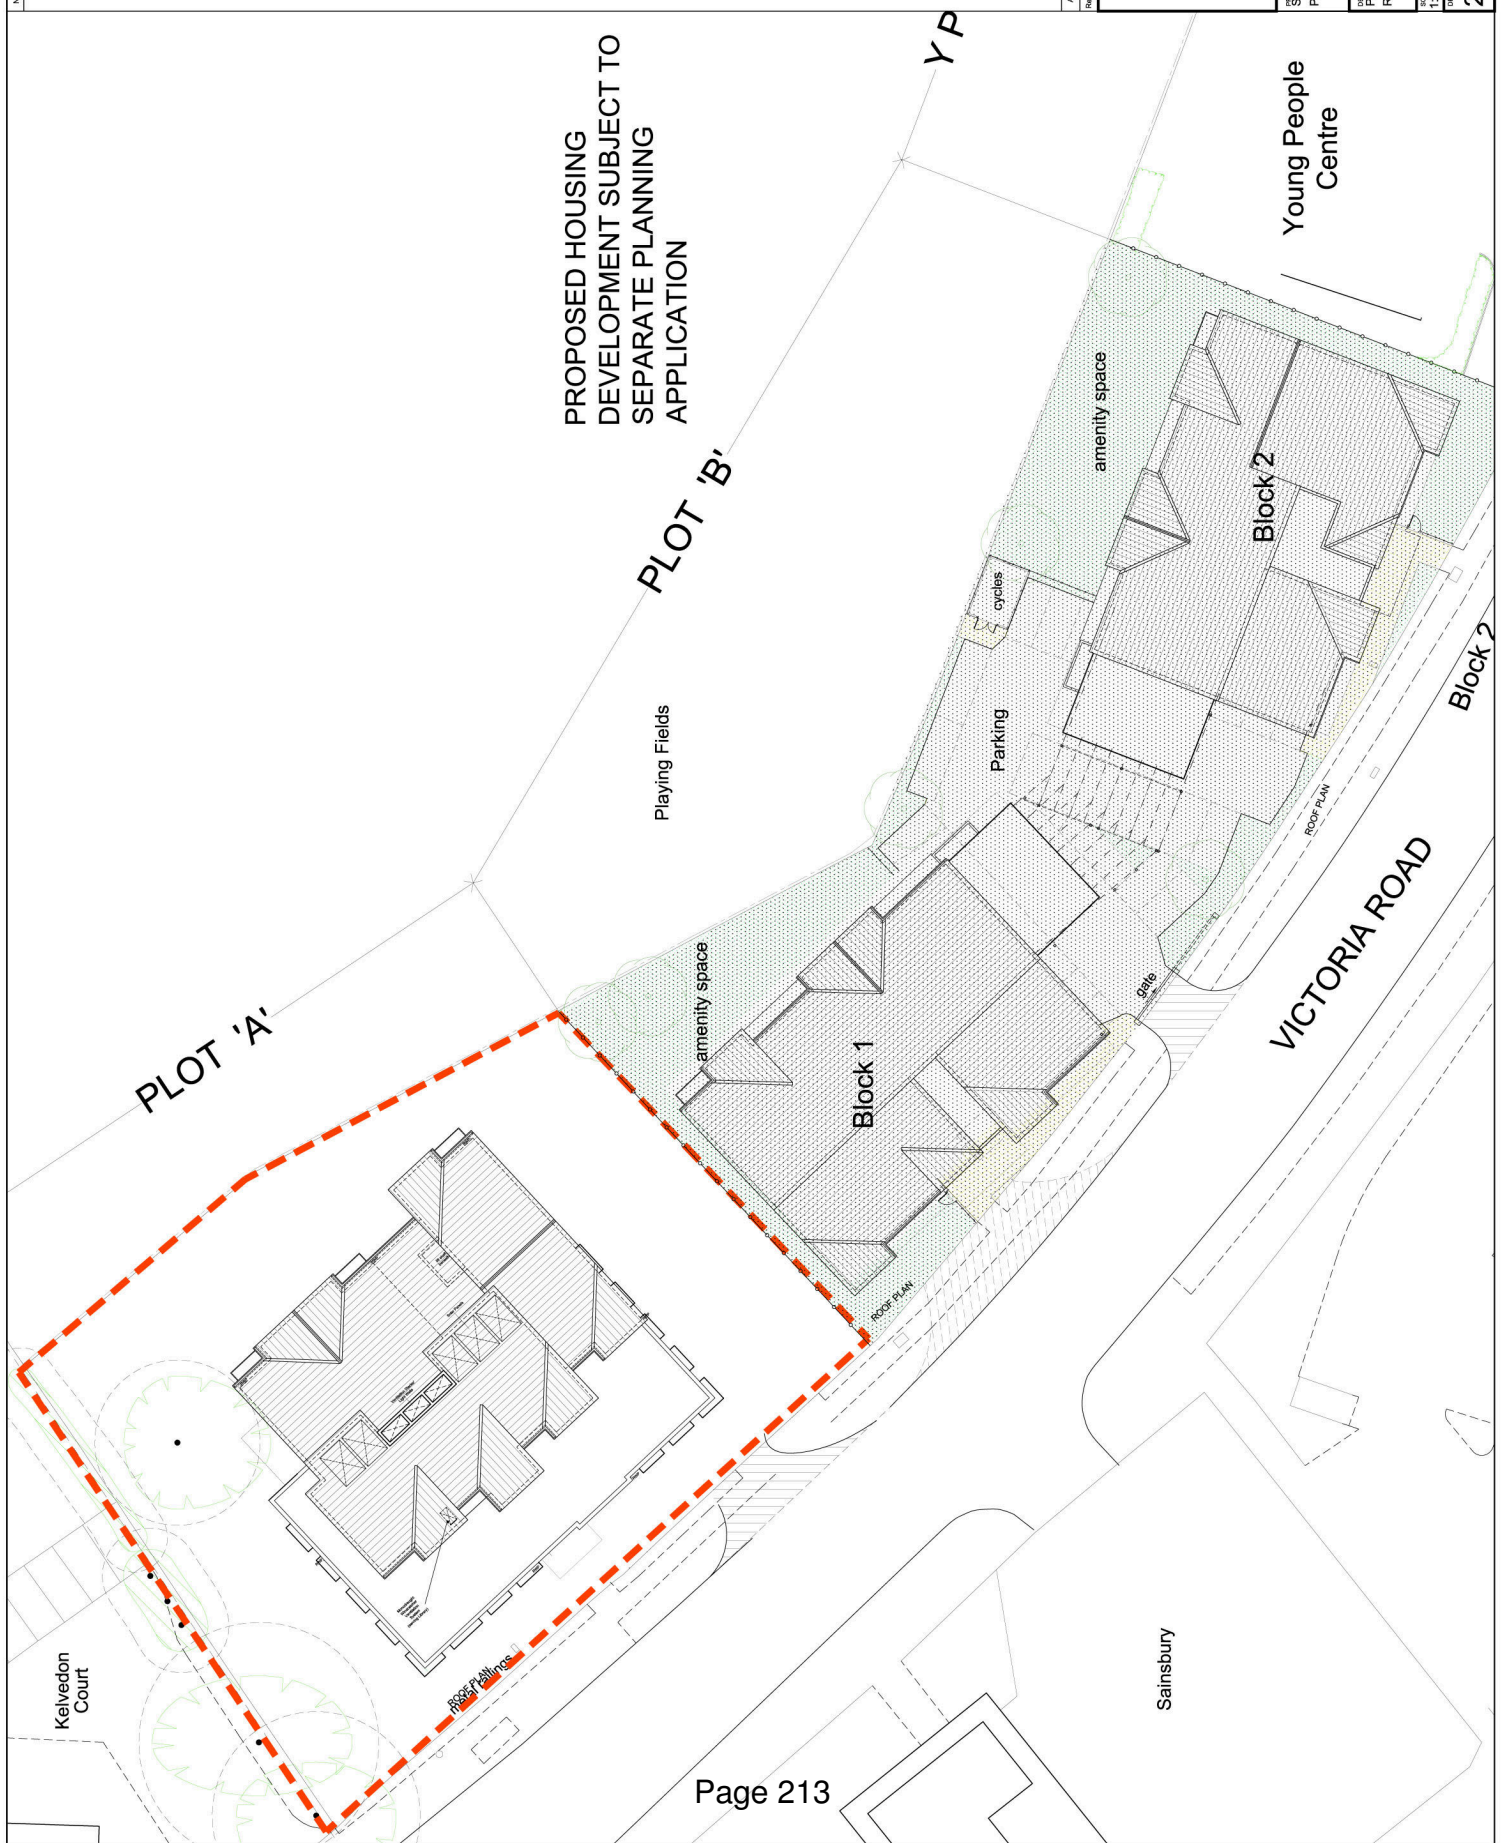 PROPOSED HOUSING
DEVELOPMENT SUBJECT TO
SEPARATE PLANNING
APPLICATION
Y P
Young People
Centre
PLOT 'B'
amenity space
Block 2
cycles
Playing Fields
Parking
Block 2
ROOF PLAN
PLOT 'A'
amenity space
gate
VICTORIA ROAD
Block 1
ROOF PLAN
Kelvedon
Court
ROOF PLAN
metal railings
Sainsbury
Page 213